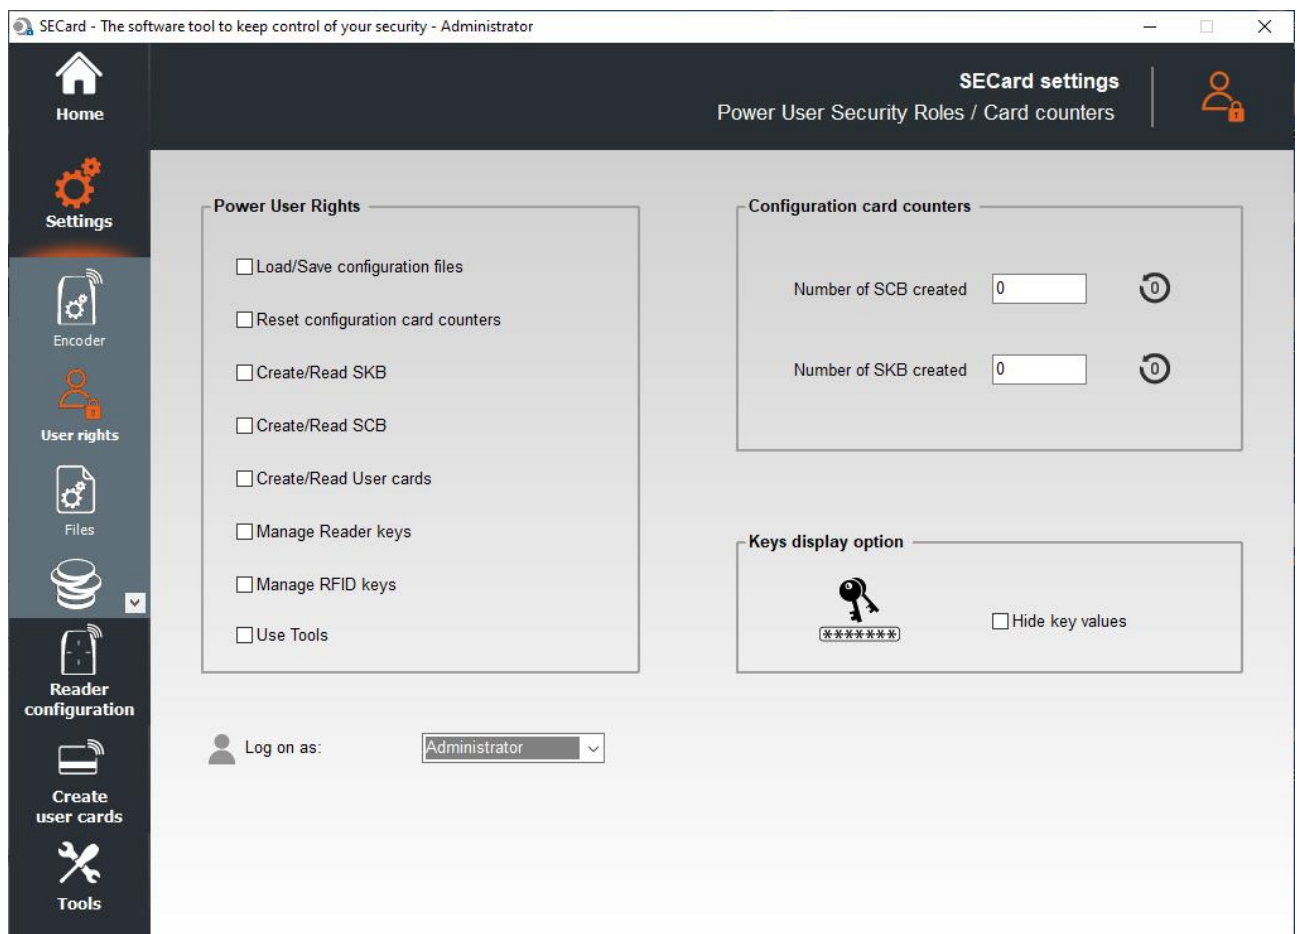 SECard - The software tool to keep control of your security - Administrator
Home
SECard settings
Power User Security Roles / Card counters
Settings
Encoder
User rights
Files
Reader
configuration
Create
user cards
Tools
Power User Rights
Load/Save configuration files
Reset configuration card counters
Create/Read SKB
Create/Read SCB
Create/Read User cards
Manage Reader keys
Manage RFID keys
Use Tools
Log on as:
Administrator
Configuration card counters
Number of SCB created
0
0
Number of SKB created
0
0
Keys display option
*******
Hide key values